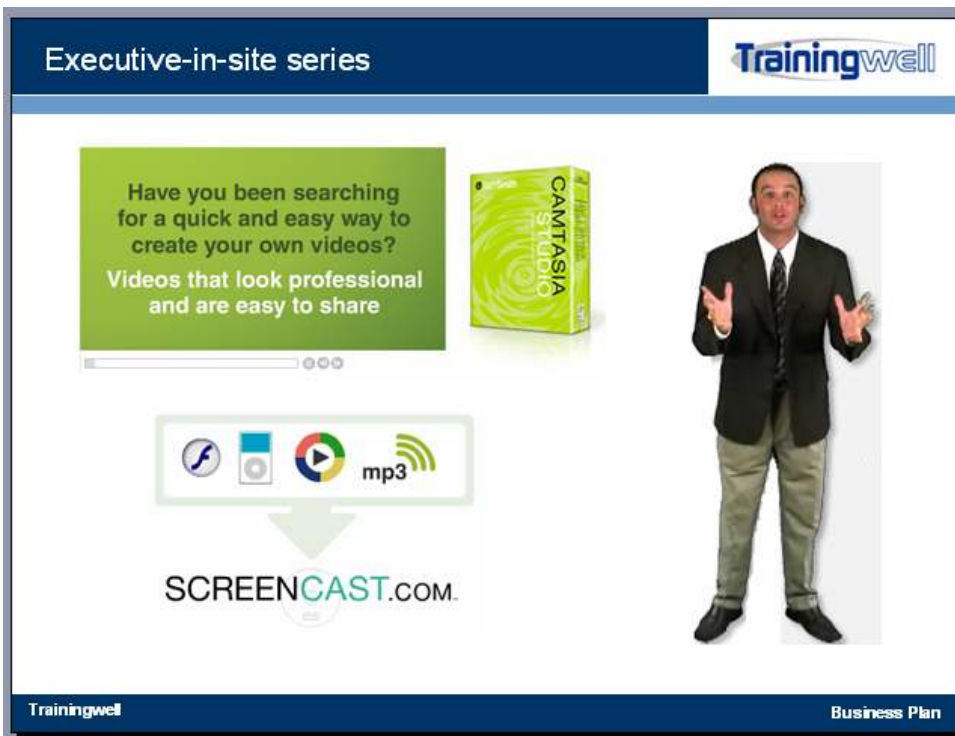 Executive-in-site series
Trainingwell
Have you been searching
for a quick and easy way to
create your own videos?
Videos that look professional
and are easy to share
CAMTASIA
STUDIO
mp3
SCREENCAST.COM
Trainingwell
Business Plan